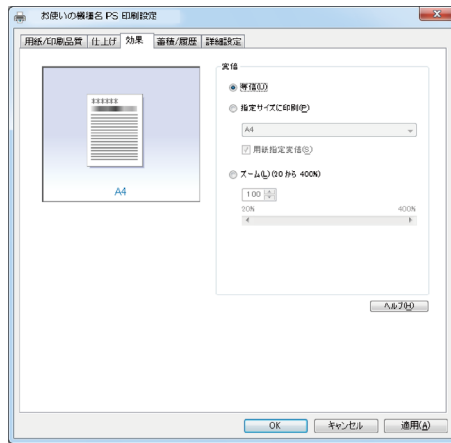 お使いの機種名 PS 印刷設定
用紙/印刷品質 仕上げ 効果 蓄積/履歴 詳細設定
変倍
等倍(U)
指定サイズに印刷(P)
A4
用紙指定変倍(S)
ズーム(L) (20 から 400%)
100
20% 400%
A4
ヘルプ(H)
OK キャンセル 適用(A)